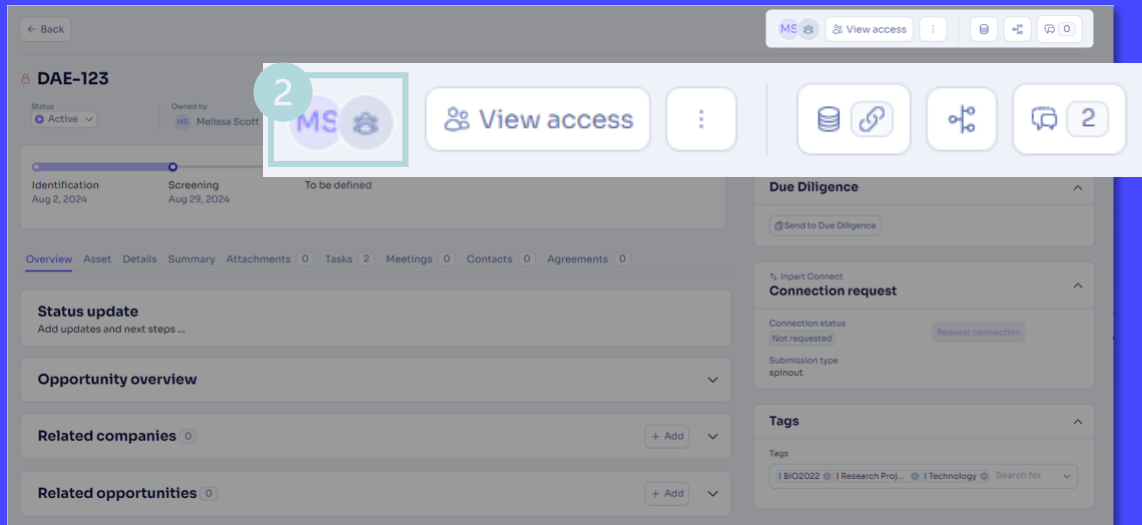 ← Back
MS View access 0
DAE-123
2
MS View access 2
Status
Active
Owned by
MS Melissa Scott
Identification
Aug 2, 2024
Screening
Aug 29, 2024
To be defined
Due Diligence
Send to Due Diligence
Overview Asset Details Summary Attachments 0 Tasks 2 Meetings 0 Contacts 0 Agreements 0
Inpart Connect
Connection request
Connection status
Not requested
Request connection
Submission type
spinout
Status update
Add updates and next steps ...
Opportunity overview
Related companies 0
+ Add
Related opportunities 0
+ Add
Tags
Tags
BIO2022 Research Proj... Technology Search for